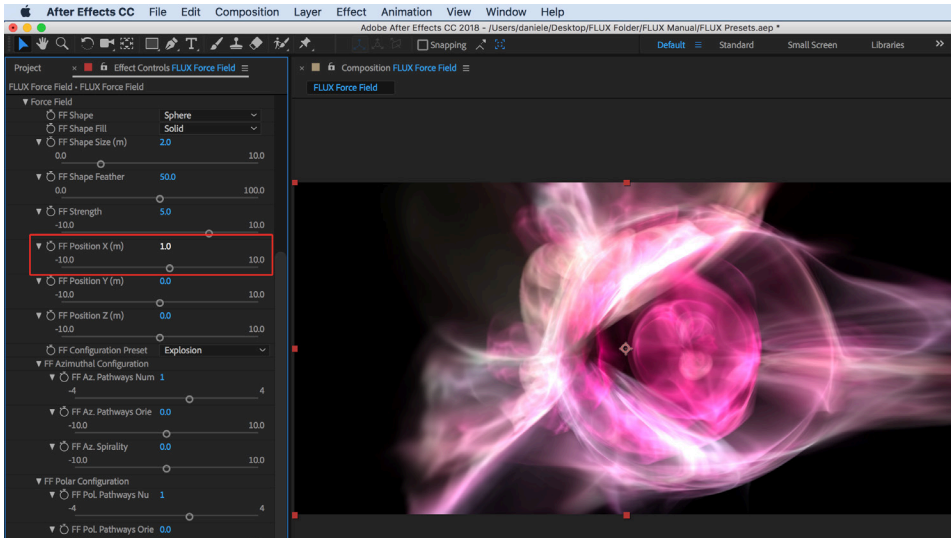 After Effects CC File Edit Composition Layer Effect Animation View Window Help
Adobe After Effects CC 2018 - /Users/daniele/Desktop/FLUX Folder/FLUX Manual/FLUX Presets.aep *
T Snapping Default Standard Small Screen Libraries >>
Project × Effect Controls FLUX Force Field
× Composition FLUX Force Field
FLUX Force Field • FLUX Force Field
FLUX Force Field
Force Field
FF Shape Sphere
FF Shape Fill Solid
FF Shape Size (m) 2.0
0.0 10.0
FF Shape Feather 50.0
0.0 100.0
FF Strength 5.0
-10.0 10.0
FF Position X (m) 1.0
-10.0 10.0
FF Position Y (m) 0.0
-10.0 10.0
FF Position Z (m) 0.0
-10.0 10.0
FF Configuration Preset Explosion
FF Azimuthal Configuration
FF Az. Pathways Num 1
-4 4
FF Az. Pathways Orie 0.0
-10.0 10.0
FF Az. Spirality 0.0
-10.0 10.0
FF Polar Configuration
FF Pol. Pathways Nu 1
-4 4
FF Pol. Pathways Orie 0.0